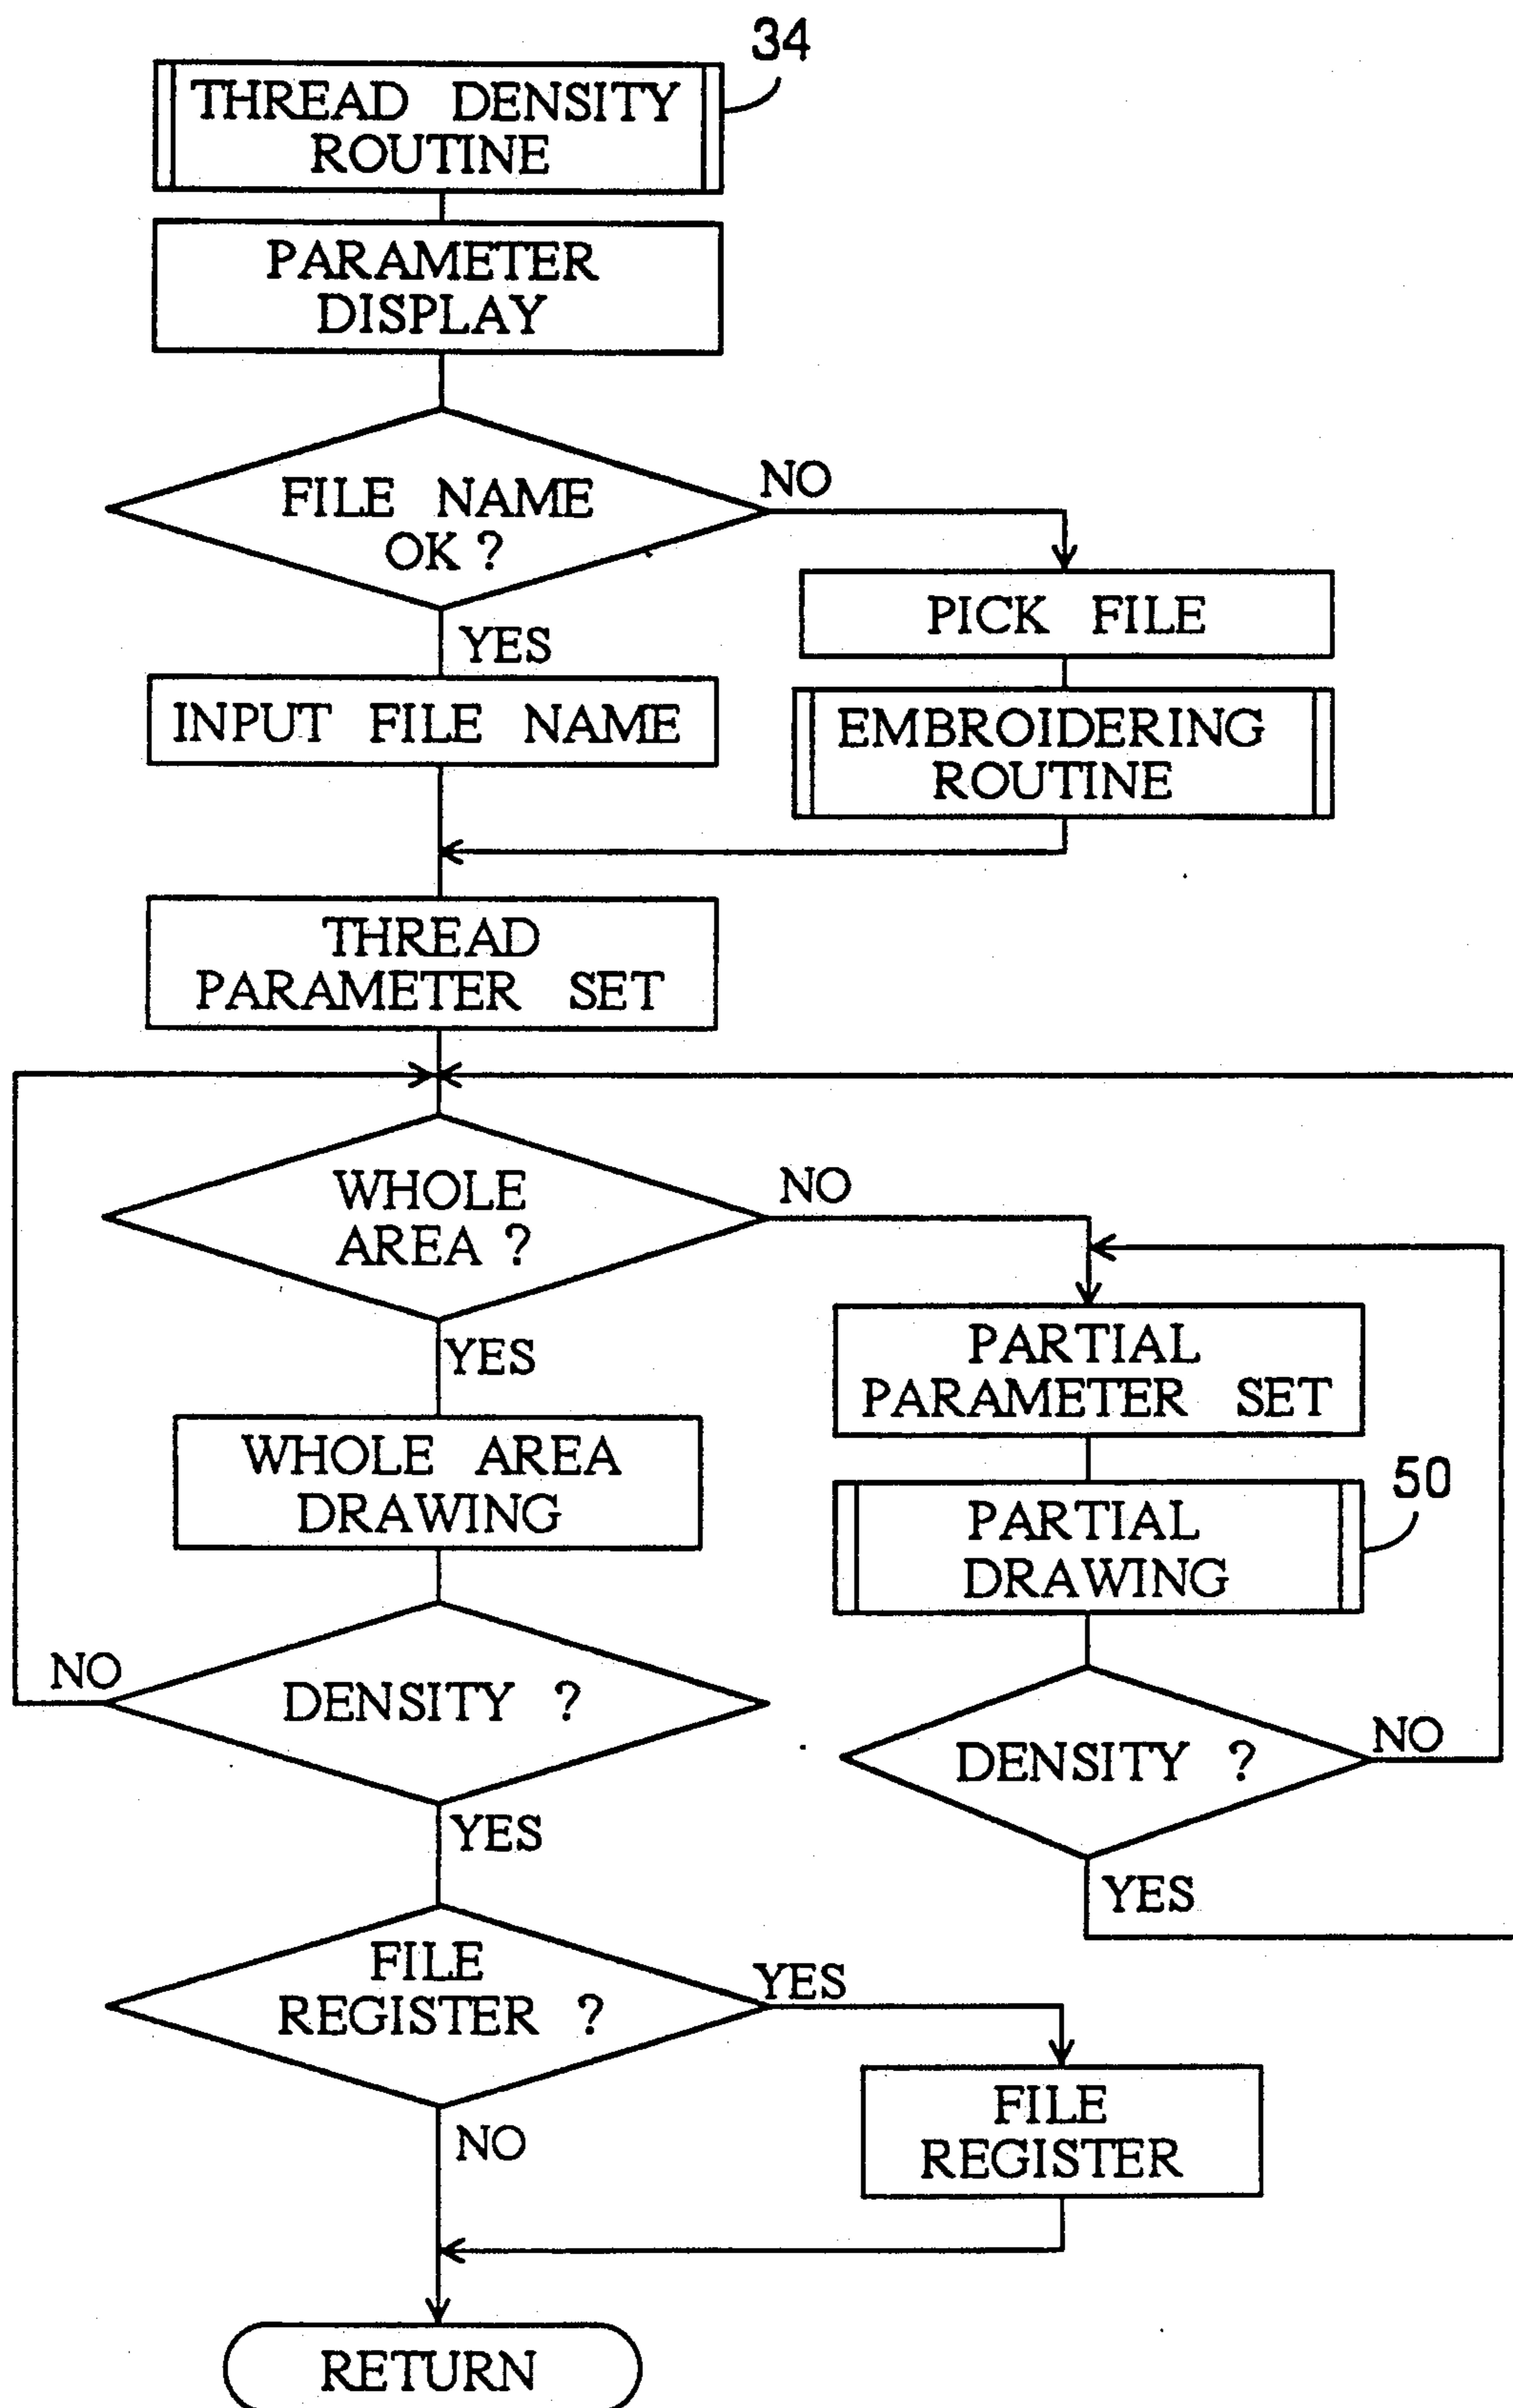 34
THREAD DENSITY
ROUTINE
PARAMETER
DISPLAY
FILE NAME
OK ?
NO
YES
PICK FILE
INPUT FILE NAME
EMBROIDERING
ROUTINE
THREAD
PARAMETER SET
WHOLE
AREA ?
NO
YES
PARTIAL
PARAMETER SET
WHOLE AREA
DRAWING
50
PARTIAL
DRAWING
NO
DENSITY ?
YES
DENSITY ?
NO
YES
FILE
REGISTER ?
YES
NO
FILE
REGISTER
RETURN